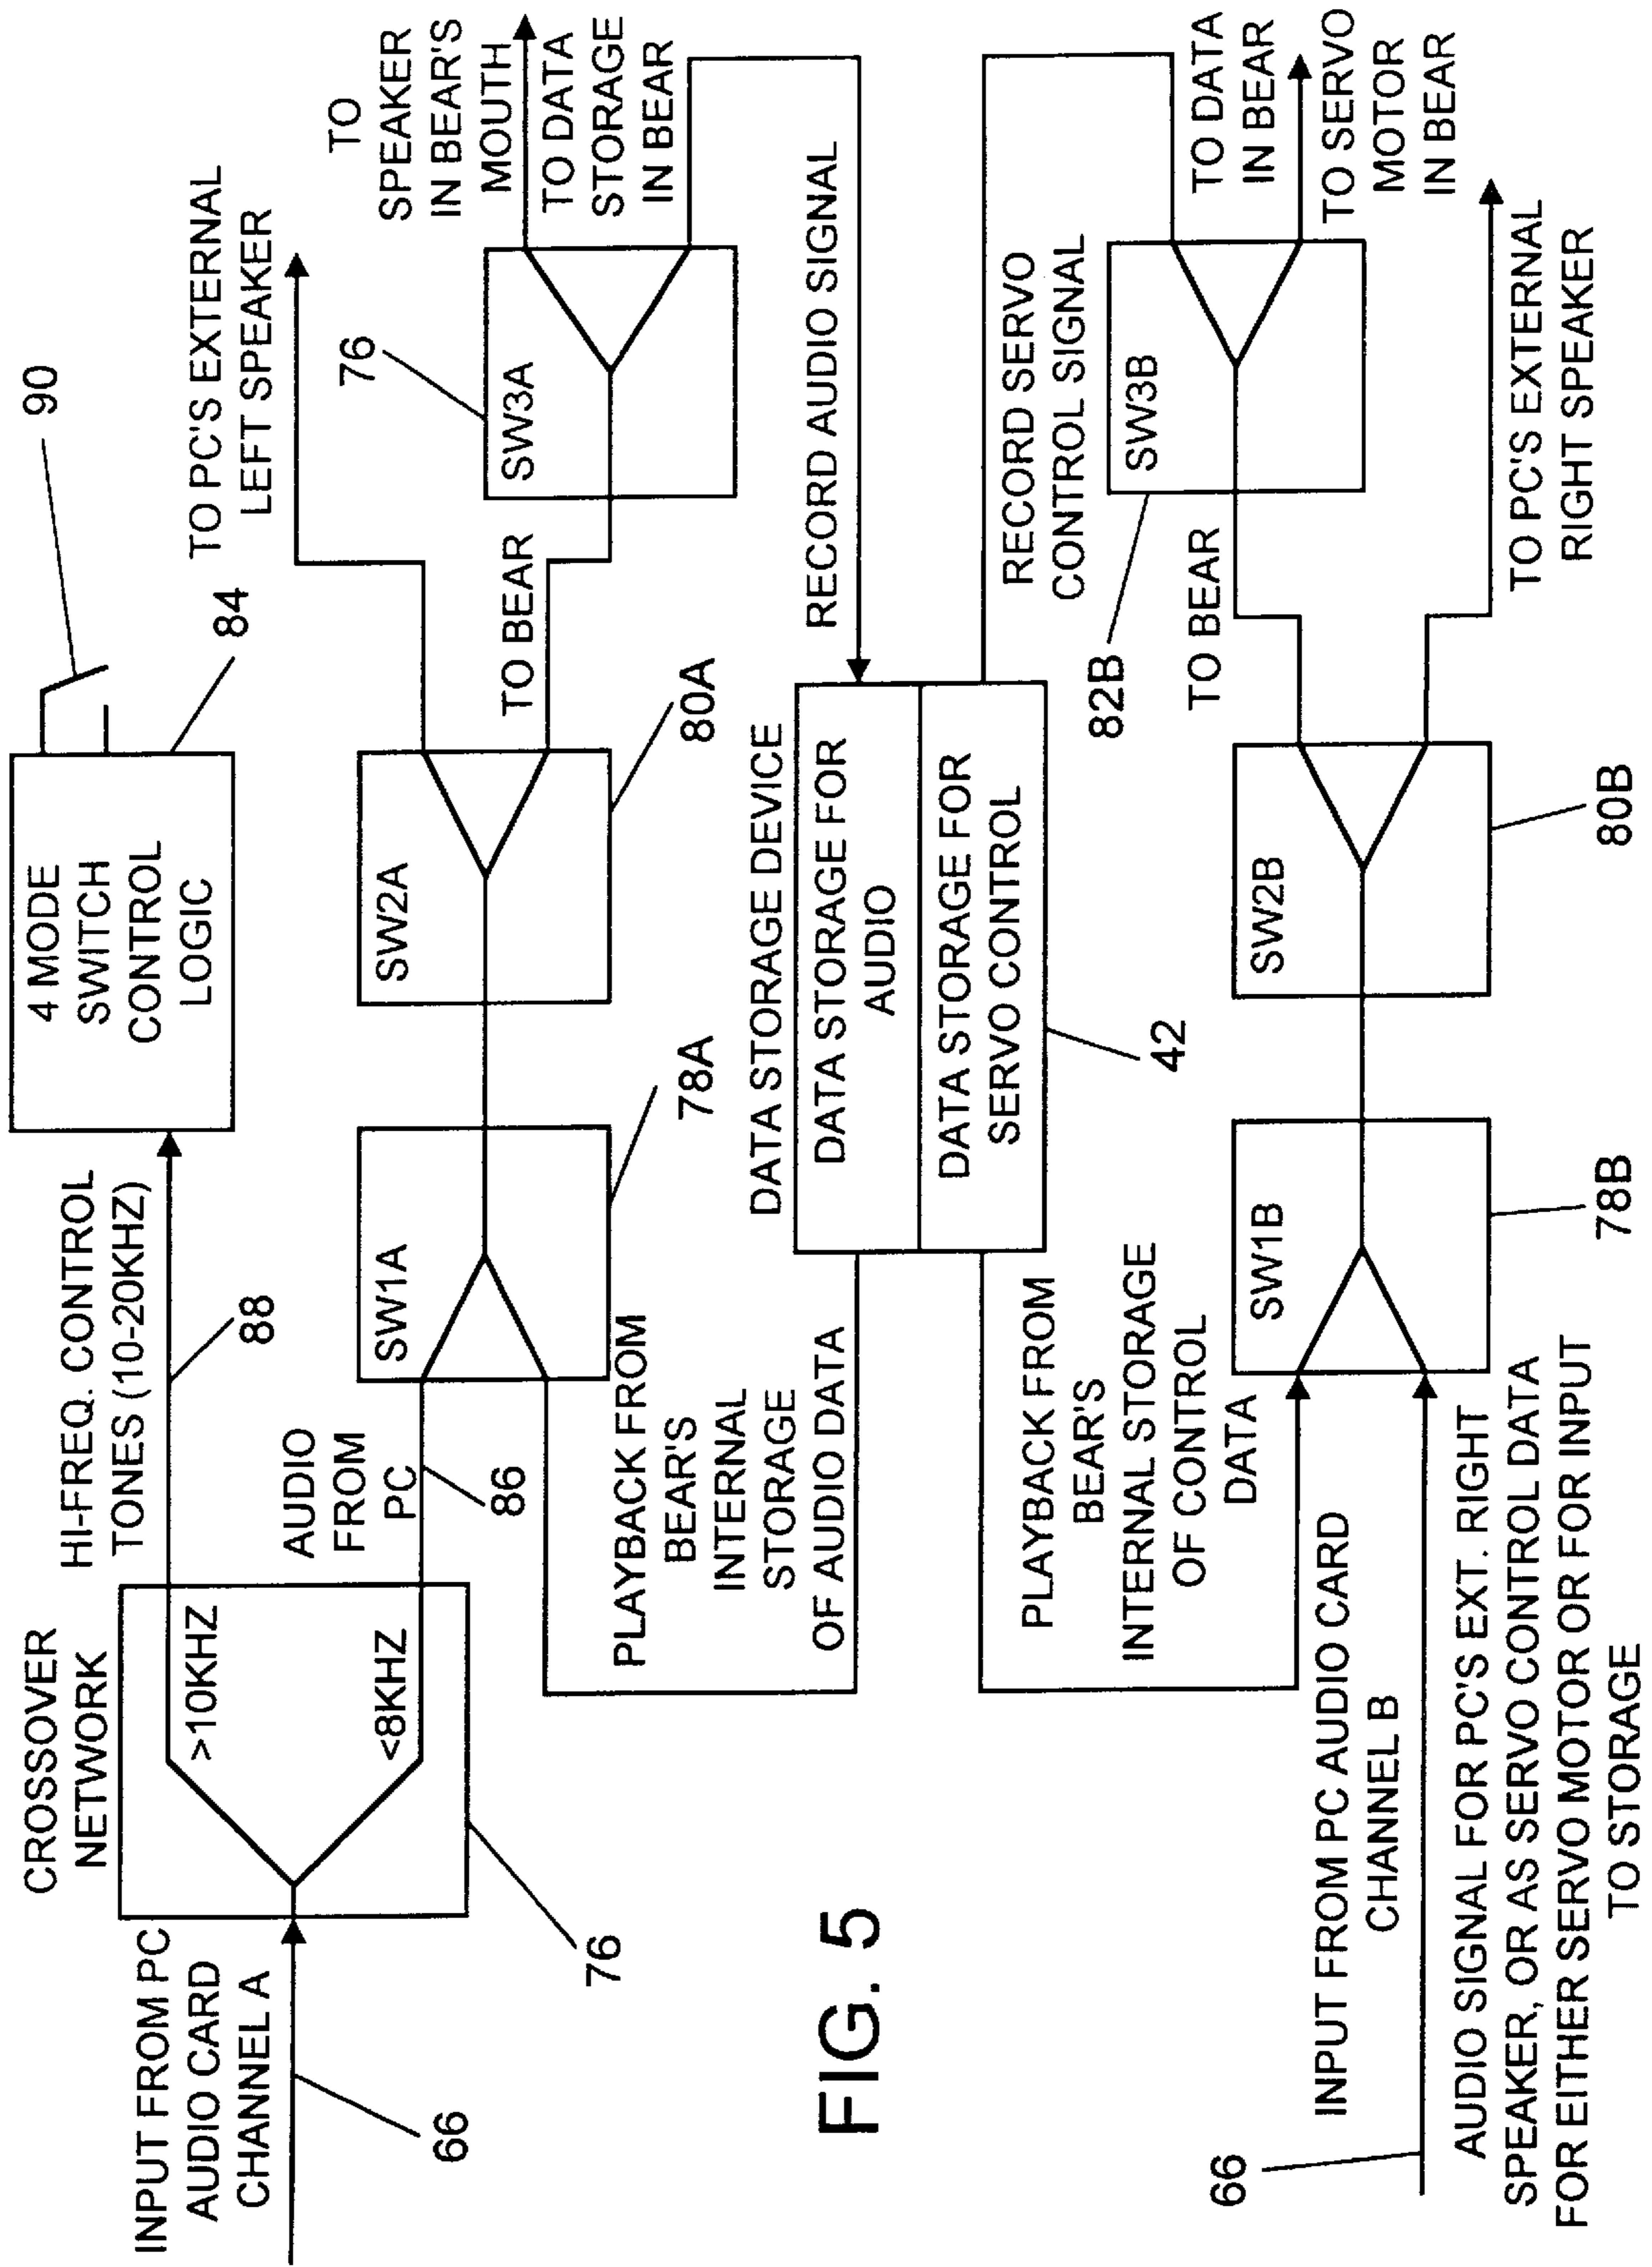 INPUT FROM PC
AUDIO CARD
CHANNEL A
66
CROSSOVER
NETWORK
>10KHZ
<8KHZ
76
HI-FREQ. CONTROL
TONES (10-20KHZ)
88
4 MODE
SWITCH
CONTROL
LOGIC
84
90
AUDIO
FROM
PC
86
SW1A
78A
SW2A
80A
TO PC'S EXTERNAL
LEFT SPEAKER
TO BEAR
76
SW3A
TO
SPEAKER
IN BEAR'S
MOUTH
TO DATA
STORAGE
IN BEAR
PLAYBACK FROM
BEAR'S
INTERNAL
STORAGE
OF AUDIO DATA
DATA STORAGE DEVICE
DATA STORAGE FOR
AUDIO
DATA STORAGE FOR
SERVO CONTROL
42
RECORD AUDIO SIGNAL
RECORD SERVO
CONTROL SIGNAL
PLAYBACK FROM
BEAR'S
INTERNAL STORAGE
OF CONTROL
DATA
SW1B
78B
SW2B
80B
TO BEAR
82B
SW3B
TO DATA
IN BEAR
TO SERVO
MOTOR
IN BEAR
TO PC'S EXTERNAL
RIGHT SPEAKER
INPUT FROM PC AUDIO CARD
CHANNEL B
66
AUDIO SIGNAL FOR PC'S EXT. RIGHT
SPEAKER, OR AS SERVO CONTROL DATA
FOR EITHER SERVO MOTOR OR FOR INPUT
TO STORAGE
FIG. 5